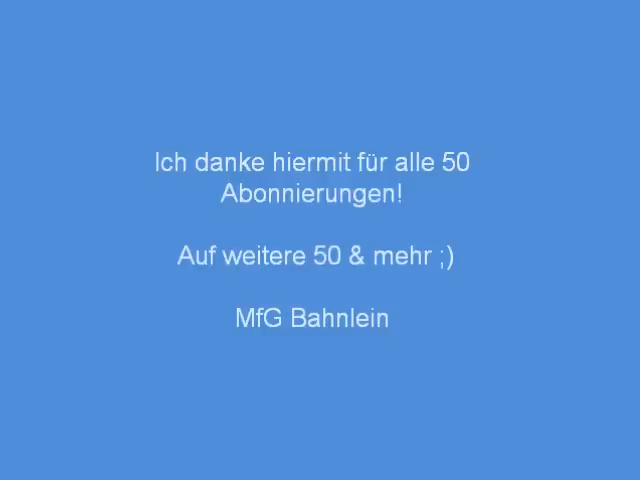 Ich danke hiermit für alle 50
Abonnierungen!
Auf weitere 50 & mehr ;)
MfG Bahnlein